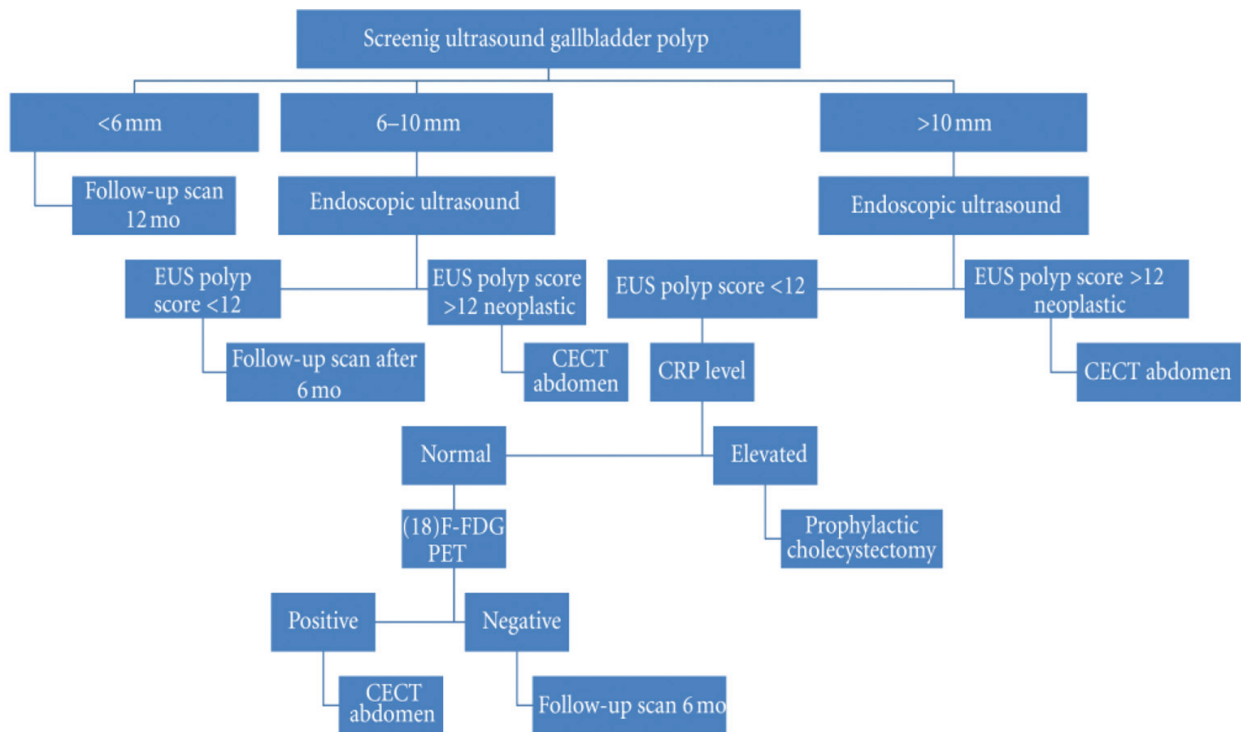 Screenig ultrasound gallbladder polyp
<6 mm
6–10 mm
>10 mm
Follow-up scan
12 mo
Endoscopic ultrasound
Endoscopic ultrasound
EUS polyp
score <12
EUS polyp score
>12 neoplastic
EUS polyp score <12
EUS polyp score >12
neoplastic
Follow-up scan after
6 mo
CECT
abdomen
CRP level
CECT abdomen
Normal
Elevated
(18)F-FDG
PET
Prophylactic
cholecystectomy
Positive
Negative
CECT
abdomen
Follow-up scan 6 mo